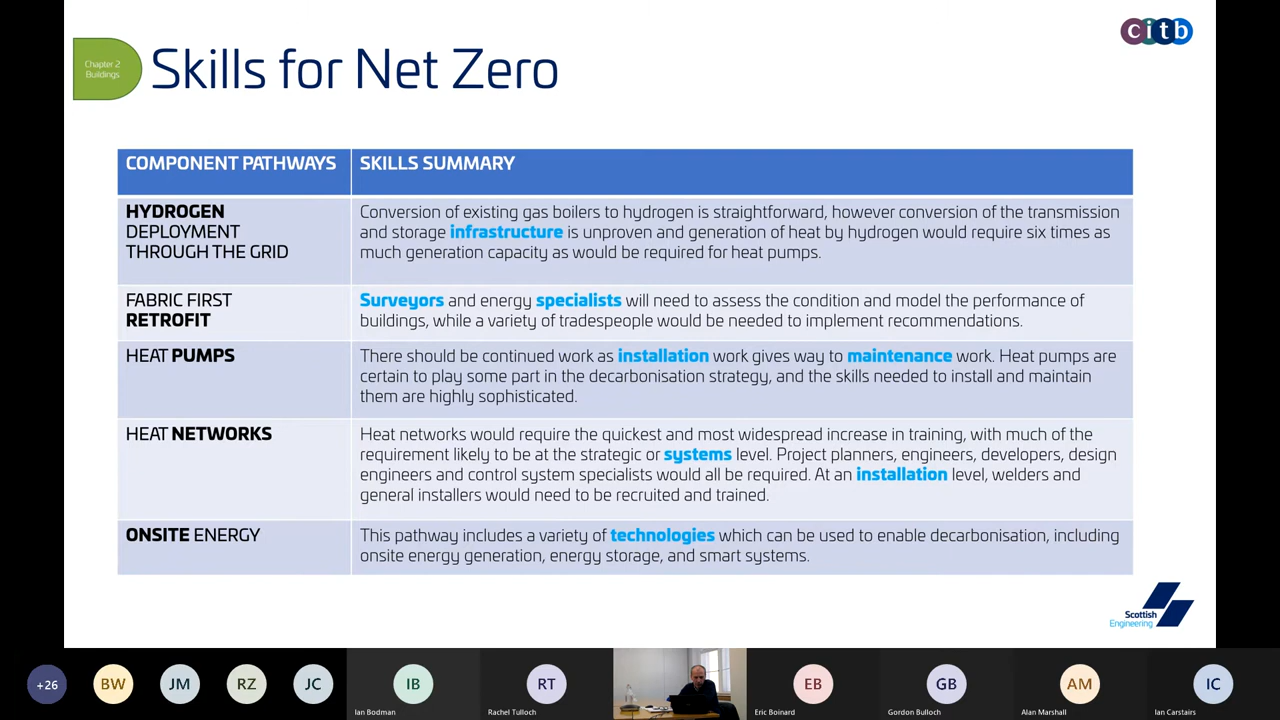 citb
Chapter 2
Buildings
Skills for Net Zero
COMPONENT PATHWAYS
SKILLS SUMMARY
HYDROGEN
DEPLOYMENT
THROUGH THE GRID
Conversion of existing gas boilers to hydrogen is straightforward, however conversion of the transmission
and storage infrastructure is unproven and generation of heat by hydrogen would require six times as
much generation capacity as would be required for heat pumps.
FABRIC FIRST
RETROFIT
Surveyors and energy specialists will need to assess the condition and model the performance of
buildings, while a variety of tradespeople would be needed to implement recommendations.
HEAT PUMPS
There should be continued work as installation work gives way to maintenance work. Heat pumps are
certain to play some part in the decarbonisation strategy, and the skills needed to install and maintain
them are highly sophisticated.
HEAT NETWORKS
Heat networks would require the quickest and most widespread increase in training, with much of the
requirement likely to be at the strategic or systems level. Project planners, engineers, developers, design
engineers and control system specialists would all be required. At an installation level, welders and
general installers would need to be recruited and trained.
ONSITE ENERGY
This pathway includes a variety of technologies which can be used to enable decarbonisation, including
onsite energy generation, energy storage, and smart systems.
Scottish
Engineering
+26
BW
JM
RZ
JC
IB
RT
EB
GB
AM
IC
Ian Bodman
Rachel Tulloch
Eric Boinard
Gordon Bulloch
Alan Marshall
Ian Carstairs